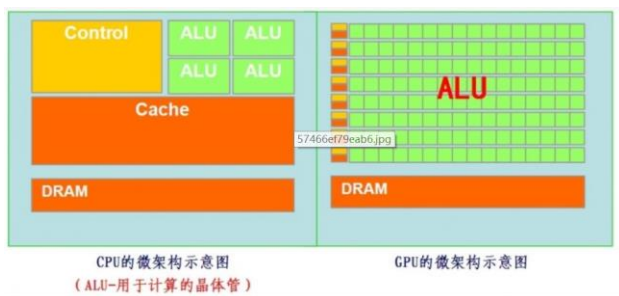 Control
ALU
ALU
ALU
ALU
Cache
DRAM
ALU
DRAM
57466ef79eab6.jpg
CPU的微架构示意图
(ALU-用于计算的晶体管)
GPU的微架构示意图